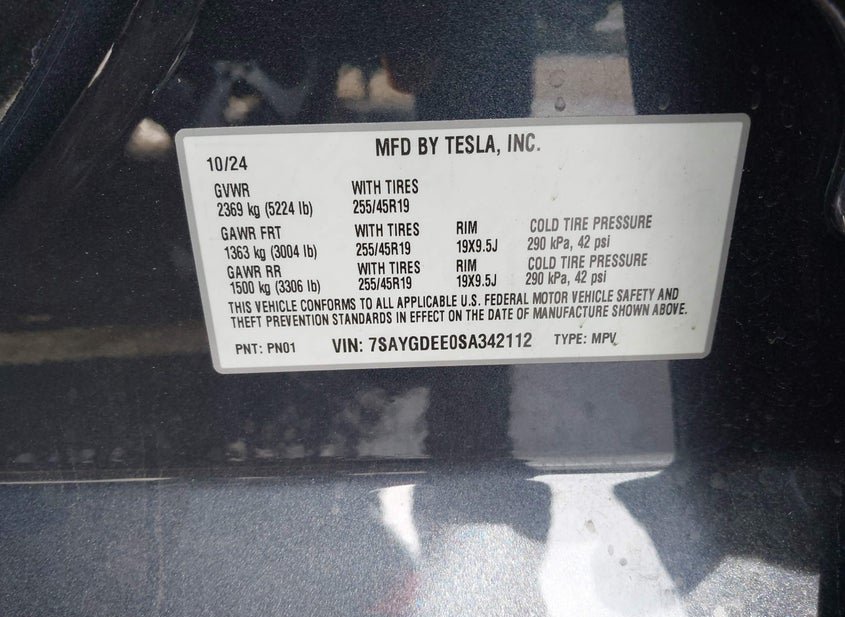 MFD BY TESLA, INC.
10/24
GVWR WITH TIRES
2369 kg (5224 lb) 255/45R19
GAWR FRT WITH TIRES RIM COLD TIRE PRESSURE
1363 kg (3004 lb) 255/45R19 19X9.5J 290 kPa, 42 psi
GAWR RR WITH TIRES RIM COLD TIRE PRESSURE
1500 kg (3306 lb) 255/45R19 19X9.5J 290 kPa, 42 psi
THIS VEHICLE CONFORMS TO ALL APPLICABLE U.S. FEDERAL MOTOR VEHICLE SAFETY AND
THEFT PREVENTION STANDARDS IN EFFECT ON THE DATE OF MANUFACTURE SHOWN ABOVE.
PNT: PN01 VIN: 7SAYGDEE0SA342112 TYPE: MPV